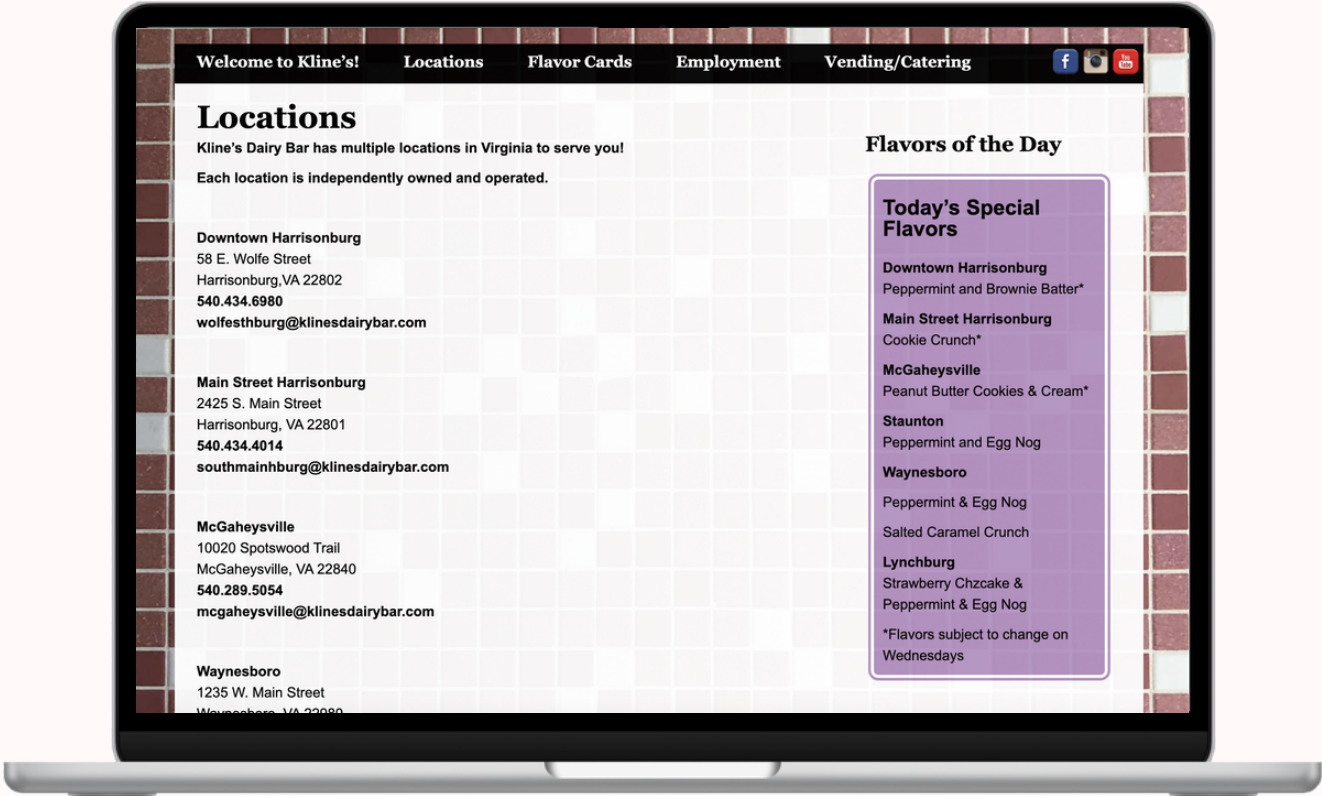 Welcome to Kline's! Locations Flavor Cards Employment Vending/Catering
Locations
Kline's Dairy Bar has multiple locations in Virginia to serve you!
Each location is independently owned and operated.
Downtown Harrisonburg
58 E. Wolfe Street
Harrisonburg,VA 22802
540.434.6980
wolfesthburg@klinesdairybar.com
Main Street Harrisonburg
2425 S. Main Street
Harrisonburg, VA 22801
540.434.4014
southmainhburg@klinesdairybar.com
McGaheysville
10020 Spotswood Trail
McGaheysville, VA 22840
540.289.5054
mcgaheysville@klinesdairybar.com
Waynesboro
1235 W. Main Street
Waynesboro, VA 22980
Flavors of the Day
Today's Special
Flavors
Downtown Harrisonburg
Peppermint and Brownie Batter*
Main Street Harrisonburg
Cookie Crunch*
McGaheysville
Peanut Butter Cookies & Cream*
Staunton
Peppermint and Egg Nog
Waynesboro
Peppermint & Egg Nog
Salted Caramel Crunch
Lynchburg
Strawberry Chzcake &
Peppermint & Egg Nog
*Flavors subject to change on
Wednesdays